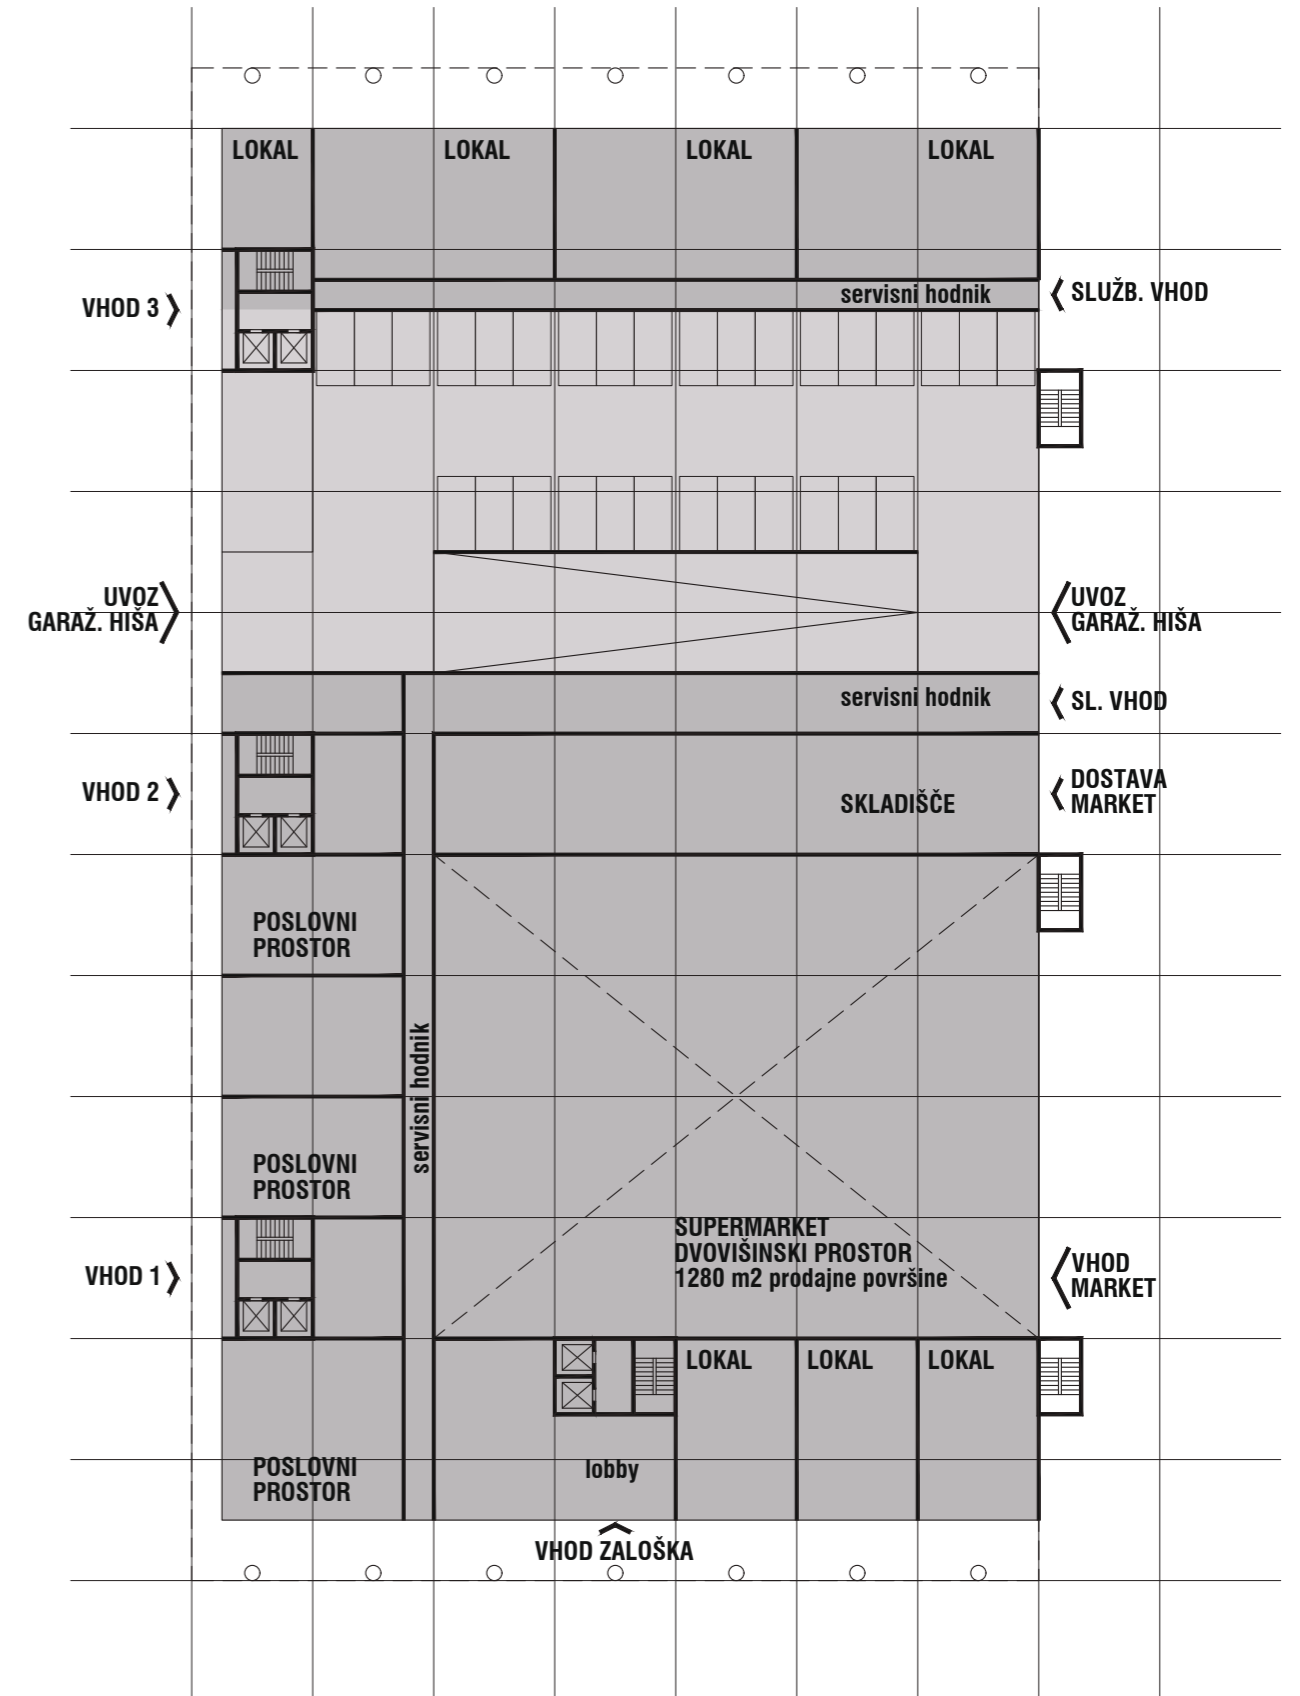 LOKAL
LOKAL
LOKAL
LOKAL
VHOD 3
servisni hodnik
SLUŽB. VHOD
UVOZ
GARAŽ. HIŠA
UVOZ
GARAŽ. HIŠA
servisni hodnik
SL. VHOD
VHOD 2
SKLADIŠČE
DOSTAVA
MARKET
POSLOVNI
PROSTOR
servisni hodnik
POSLOVNI
PROSTOR
SUPERMARKET
DVOVIŠINSKI PROSTOR
1280 m2 prodajne površine
VHOD 1
VHOD
MARKET
LOKAL
LOKAL
LOKAL
POSLOVNI
PROSTOR
lobby
VHOD ZALOŠKA